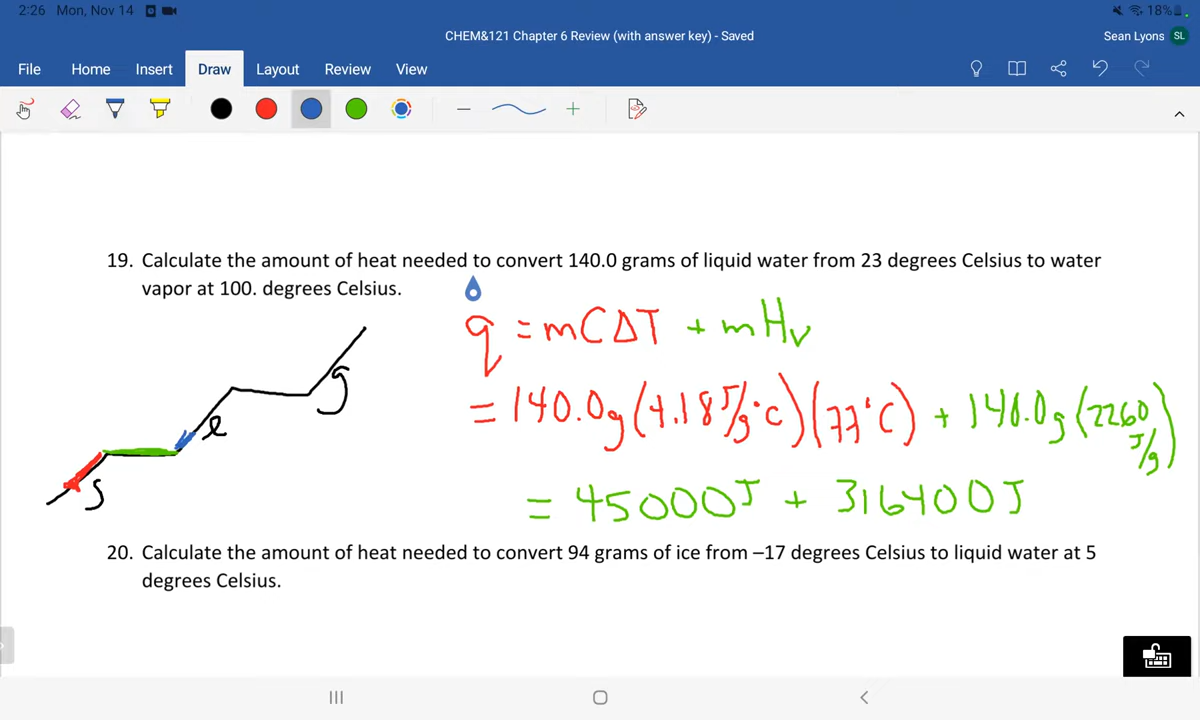 2:26 Mon, Nov 14
18%
CHEM&121 Chapter 6 Review (with answer key) - Saved
Sean Lyons SL
File Home Insert Draw Layout Review View
19. Calculate the amount of heat needed to convert 140.0 grams of liquid water from 23 degrees Celsius to water
vapor at 100. degrees Celsius.
q = mCΔT + mHv
= 140.0g (4.18 J/g°C)(77°C) + 140.0g (2260 J/g)
= 45000J + 316400J
g
l
s
20. Calculate the amount of heat needed to convert 94 grams of ice from –17 degrees Celsius to liquid water at 5
degrees Celsius.